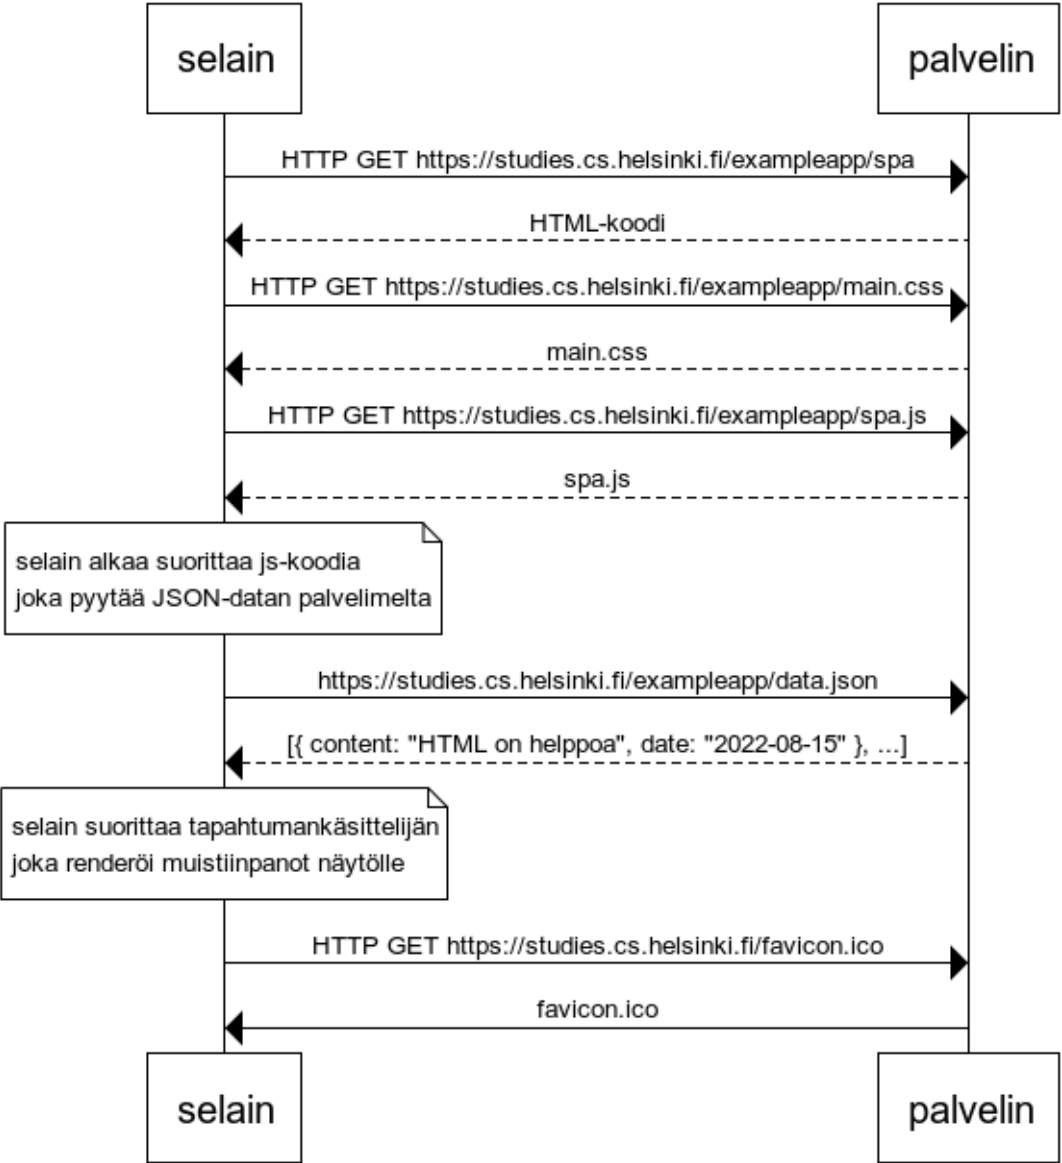 selain palvelin
HTTP GET https://studies.cs.helsinki.fi/exampleapp/spa
HTML-koodi
HTTP GET https://studies.cs.helsinki.fi/exampleapp/main.css
main.css
HTTP GET https://studies.cs.helsinki.fi/exampleapp/spa.js
spa.js
selain alkaa suorittaa js-koodia
joka pyytää JSON-datan palvelimelta
https://studies.cs.helsinki.fi/exampleapp/data.json
[{ content: "HTML on helppoa", date: "2022-08-15" }, ...]
selain suorittaa tapahtumankäsittelijän
joka renderöi muistiinpanot näytölle
HTTP GET https://studies.cs.helsinki.fi/favicon.ico
favicon.ico
selain palvelin